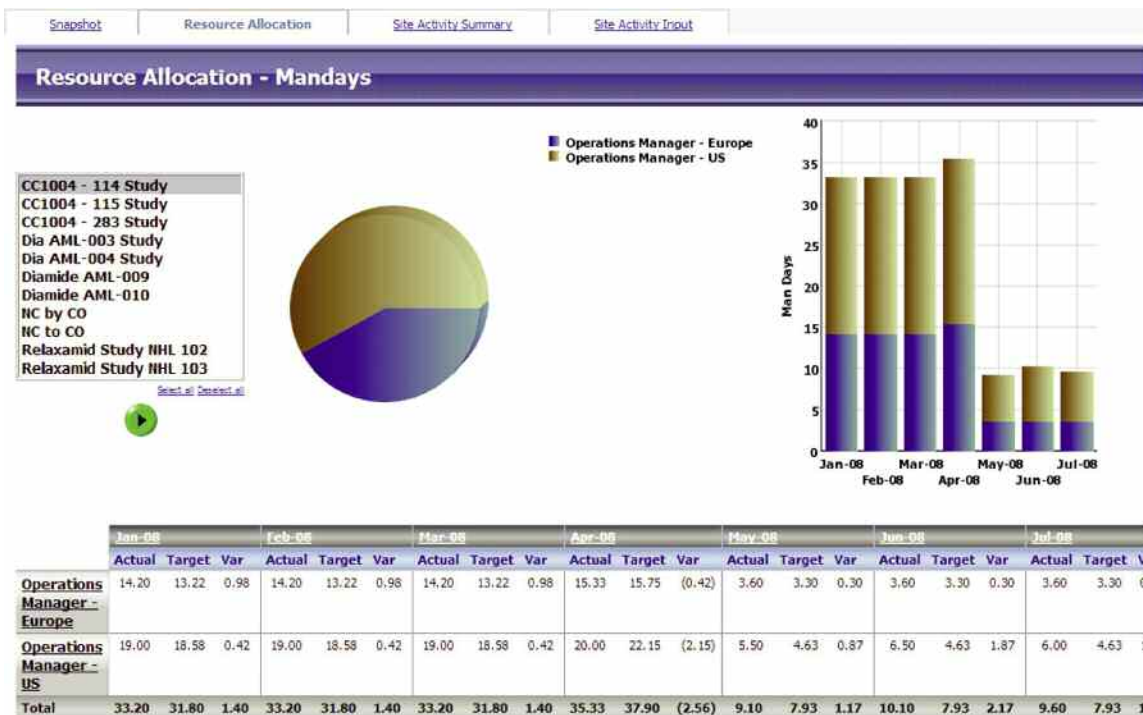 Snapshot Resource Allocation Site Activity Summary Site Activity Input
Resource Allocation - Mandays
CC1004 - 114 Study
CC1004 - 115 Study
CC1004 - 283 Study
Dia AML-003 Study
Dia AML-004 Study
Diamide AML-009
Diamide AML-010
NC by CO
NC to CO
Relaxamid Study NHL 102
Relaxamid Study NHL 103
Select all Deselect all
Operations Manager - Europe
Operations Manager - US
Man Days
40
35
30
25
20
15
10
5
0
Jan-08 Mar-08 May-08 Jul-08
Feb-08 Apr-08 Jun-08
Jan-08 Feb-08 Mar-08 Apr-08 May-08 Jun-08 Jul-08
Actual Target Var Actual Target Var Actual Target Var Actual Target Var Actual Target Var Actual Target Var Actual Target
Operations 14.20 13.22 0.98 14.20 13.22 0.98 14.20 13.22 0.98 15.33 15.75 (0.42) 3.60 3.30 0.30 3.60 3.30 0.30 3.60 3.30
Manager -
Europe
Operations 19.00 18.58 0.42 19.00 18.58 0.42 19.00 18.58 0.42 20.00 22.15 (2.15) 5.50 4.63 0.87 6.50 4.63 1.87 6.00 4.63
Manager -
US
Total 33.20 31.80 1.40 33.20 31.80 1.40 33.20 31.80 1.40 35.33 37.90 (2.56) 9.10 7.93 1.17 10.10 7.93 2.17 9.60 7.93